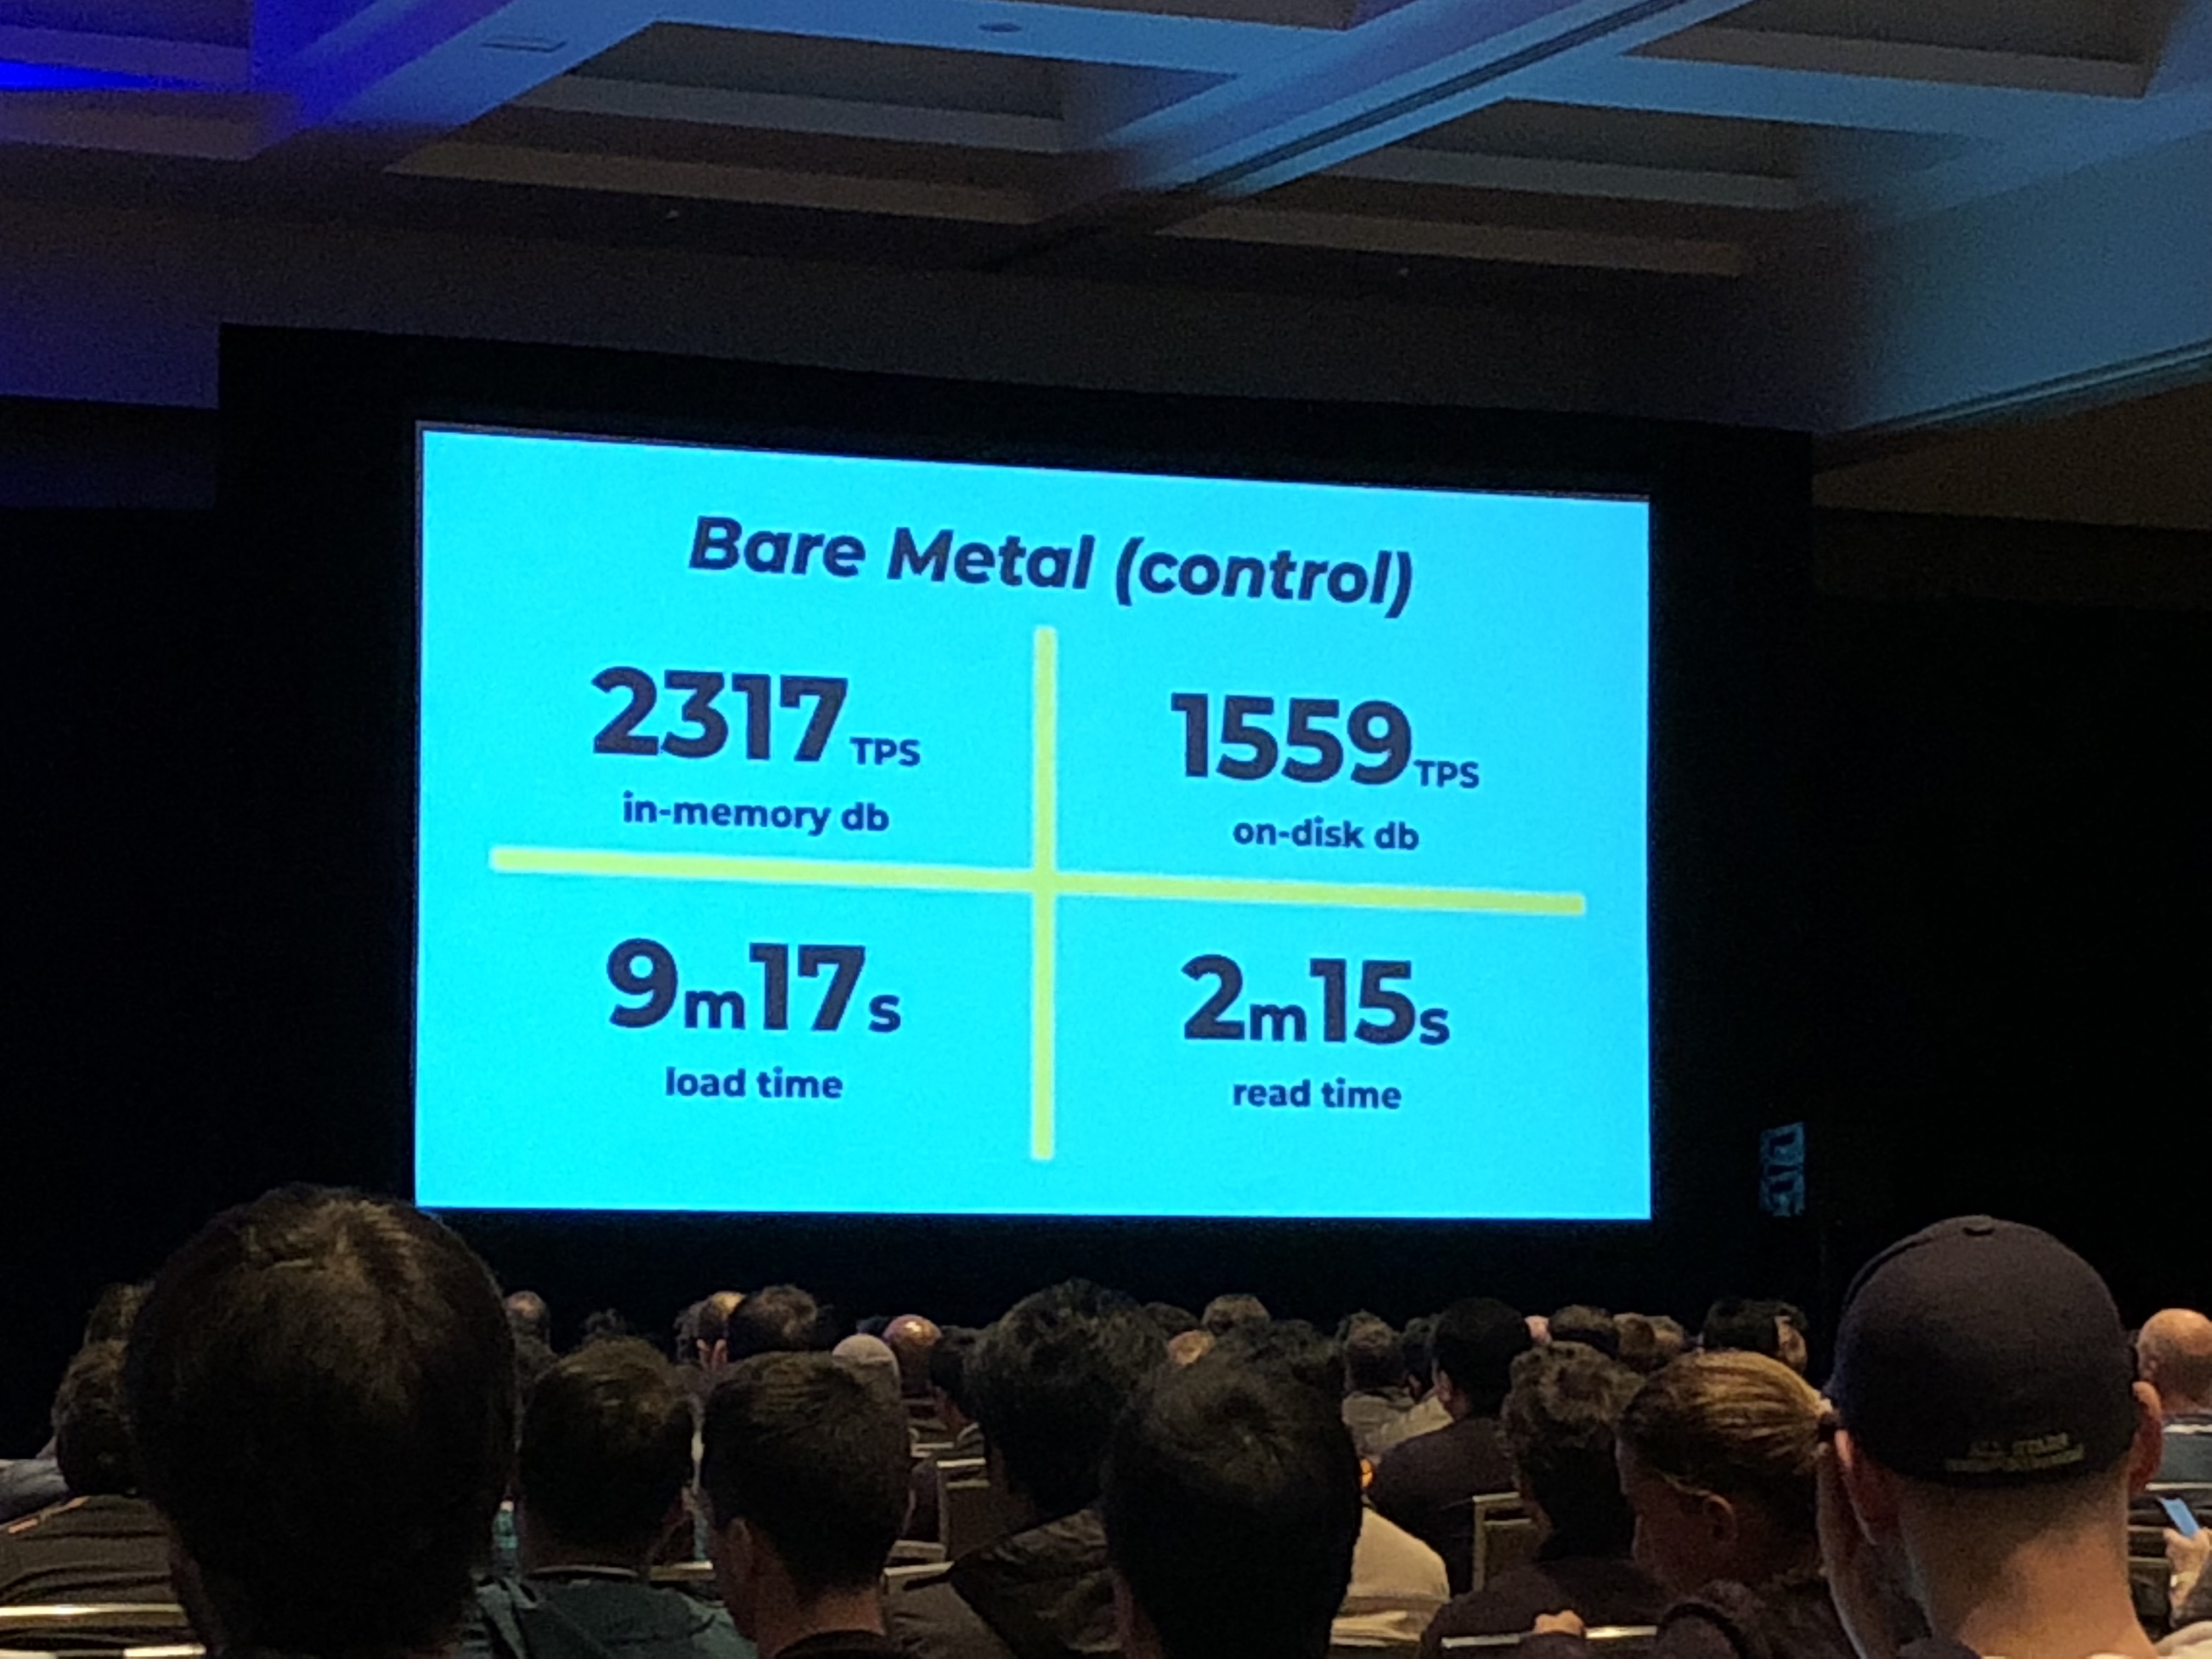 Bare Metal (control)
2317 TPS
in-memory db
1559 TPS
on-disk db
9m17s
load time
2m15s
read time